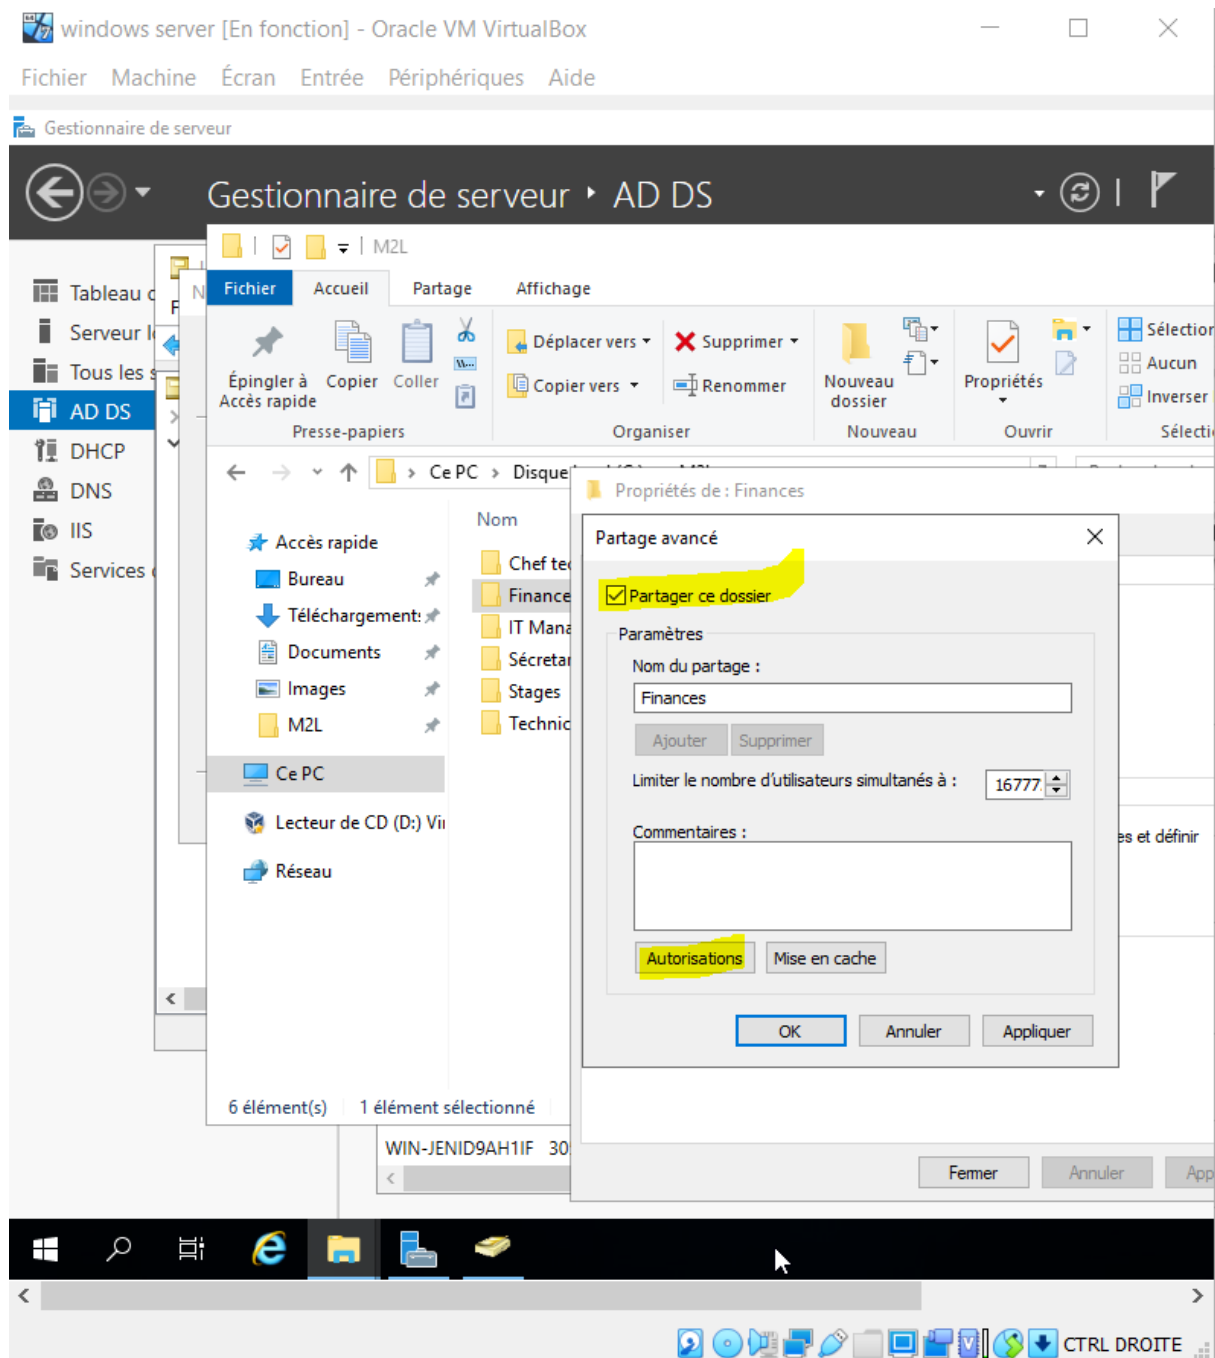 windows server [En fonction] - Oracle VM VirtualBox
Fichier Machine Écran Entrée Périphériques Aide
Gestionnaire de serveur
Gestionnaire de serveur ‣ AD DS
M2L
Fichier Accueil Partage Affichage
Tableau
Serveur
Tous les
AD DS
DHCP
DNS
IIS
Services
Épingler à Accès rapide
Copier
Coller
Déplacer vers
Copier vers
Supprimer
Renommer
Nouveau dossier
Propriétés
Aucun
Inverser
Presse-papiers Organiser Nouveau Ouvrir
Ce PC > Disque
Nom
Accès rapide
Bureau
Téléchargement
Documents
Images
M2L
Ce PC
Lecteur de CD (D:)
Réseau
Chef
Finance
IT
Stages
6 élément(s) 1 élément sélectionné
WIN-JENID9AH1IF
Propriétés de : Finances
Partage avancé
Partager ce dossier
Paramètres
Nom du partage :
Finances
Ajouter Supprimer
Limiter le nombre d'utilisateurs simultanés à : 16777
Commentaires :
es et définir
Autorisations Mise en cache
OK Annuler Appliquer
Fermer Annuler App
CTRL DROITE